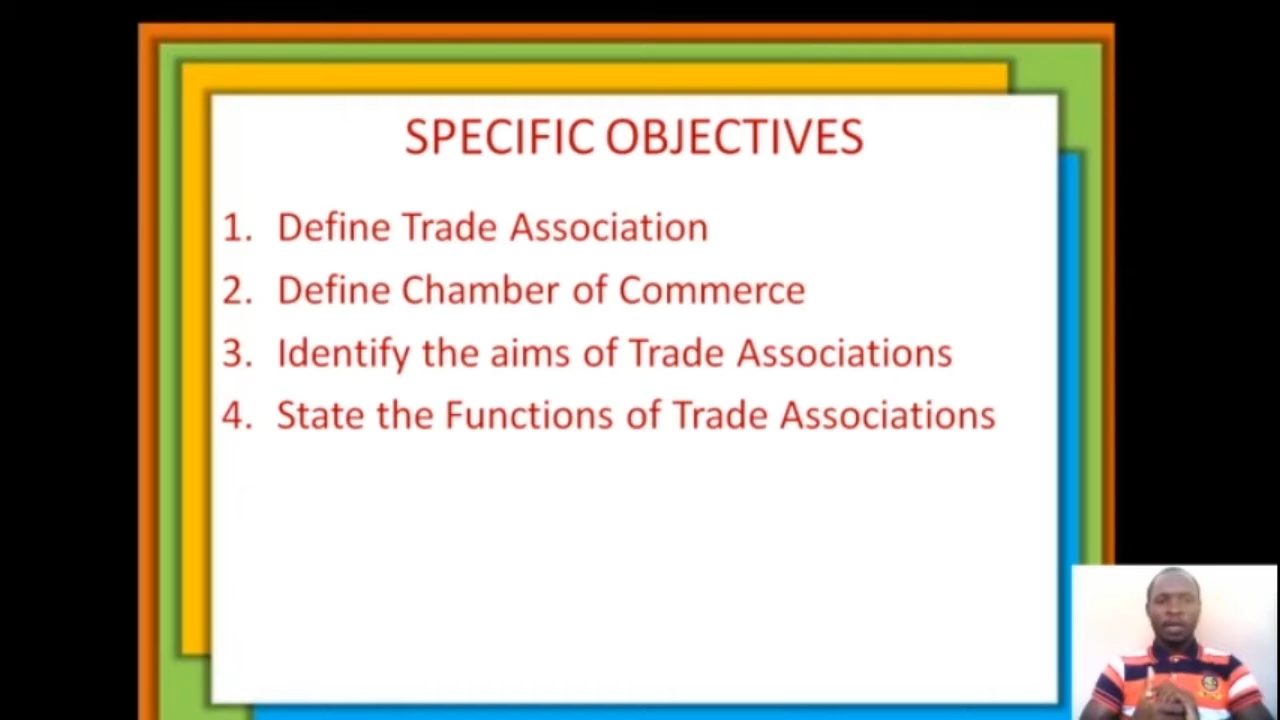 SPECIFIC OBJECTIVES
1. Define Trade Association
2. Define Chamber of Commerce
3. Identify the aims of Trade Associations
4. State the Functions of Trade Associations